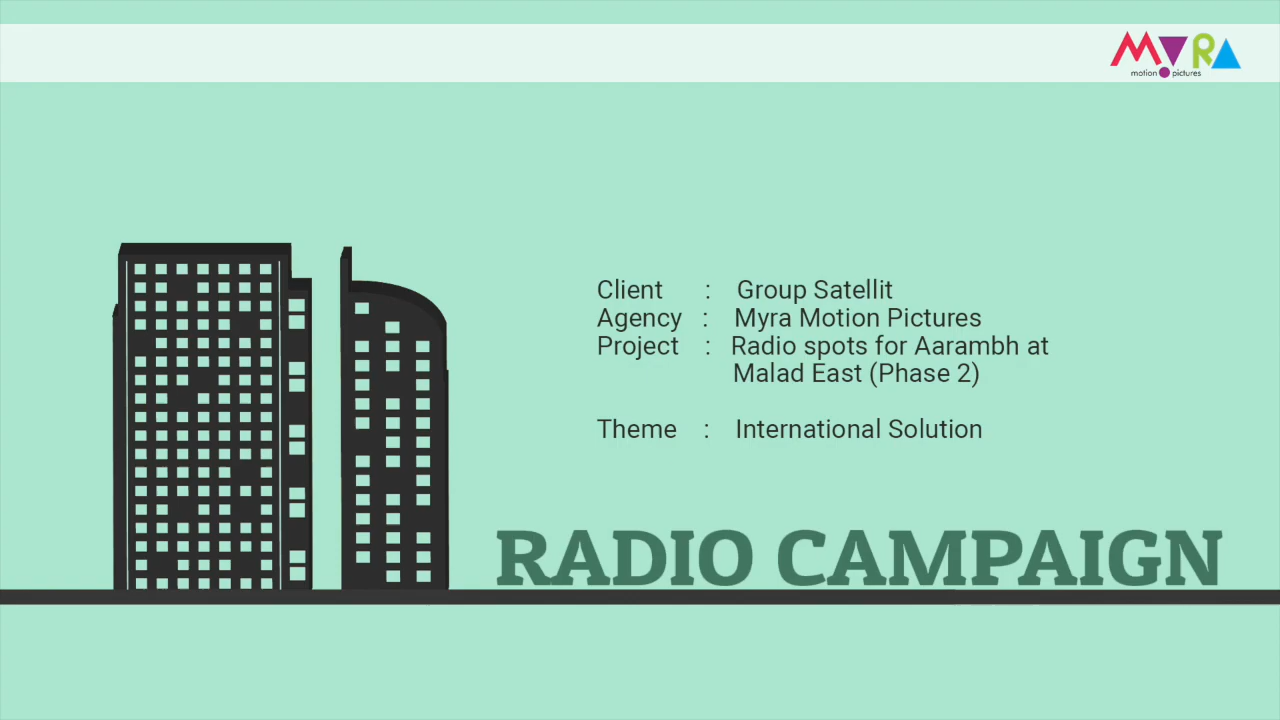 MYRA
motion pictures
Client : Group Satellit
Agency : Myra Motion Pictures
Project : Radio spots for Aarambh at
Malad East (Phase 2)
Theme : International Solution
RADIO CAMPAIGN